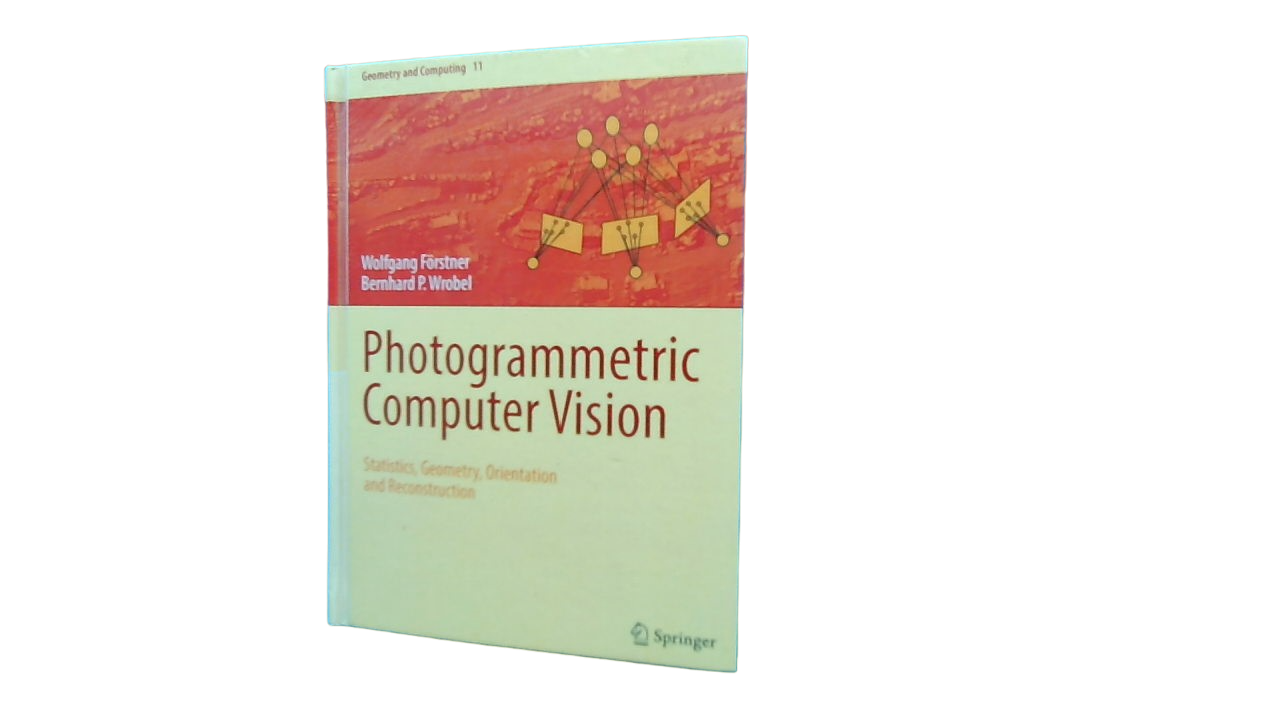 Geometry and Computing 11
Wolfgang Förstner
Bernhard P. Wrobel
Photogrammetric
Computer Vision
Statistics, Geometry, Orientation
and Reconstruction
Springer